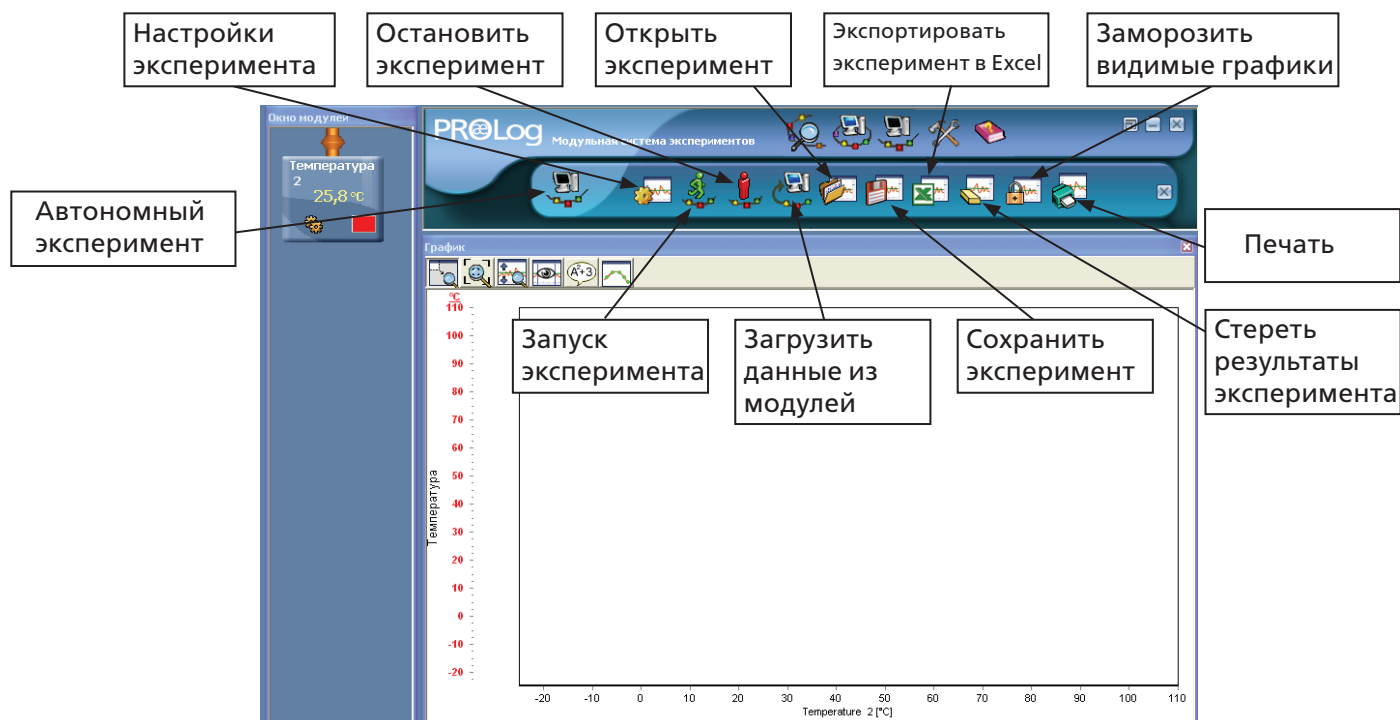 Настройки
эксперимента
Остановить
эксперимент
Открыть
эксперимент
Экспортировать
эксперимент в Excel
Заморозить
видимые графики
Окно модулей
PROLog
Модульная система экспериментов
Температура
2
25,8 °C
Автономный
эксперимент
Печать
График
A²+3
Запуск
эксперимента
Загрузить
данные из
модулей
Сохранить
эксперимент
Стереть
результаты
эксперимента
°C
110
100
90
80
70
60
50
40
30
20
10
0
-10
-20
Температура
-20 -10 0 10 20 30 40 50 60 70 80 90 100 110
Temperature 2 [°C]